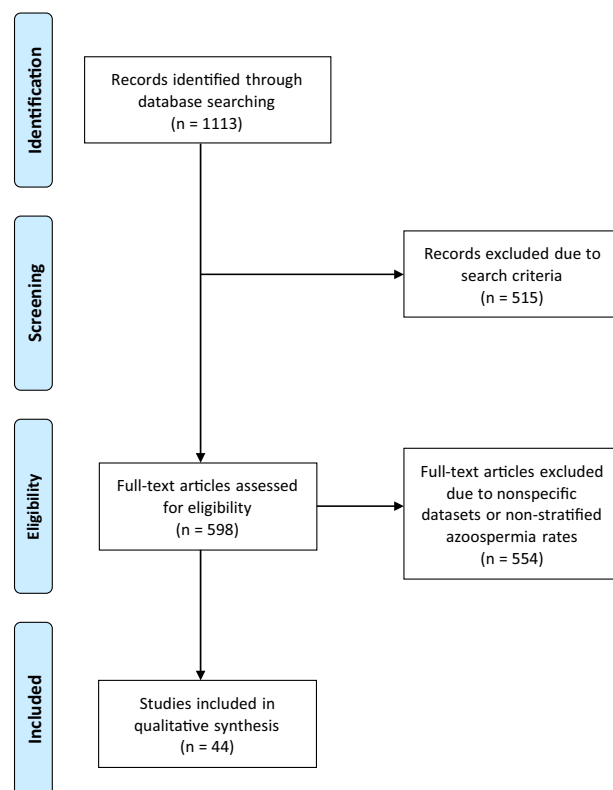 Identification
Records identified through
database searching
(n = 1113)
Screening
Records excluded due to
search criteria
(n = 515)
Eligibility
Full-text articles assessed
for eligibility
(n = 598)
Full-text articles excluded
due to nonspecific
datasets or non-stratified
azoospermia rates
(n = 554)
Included
Studies included in
qualitative synthesis
(n = 44)